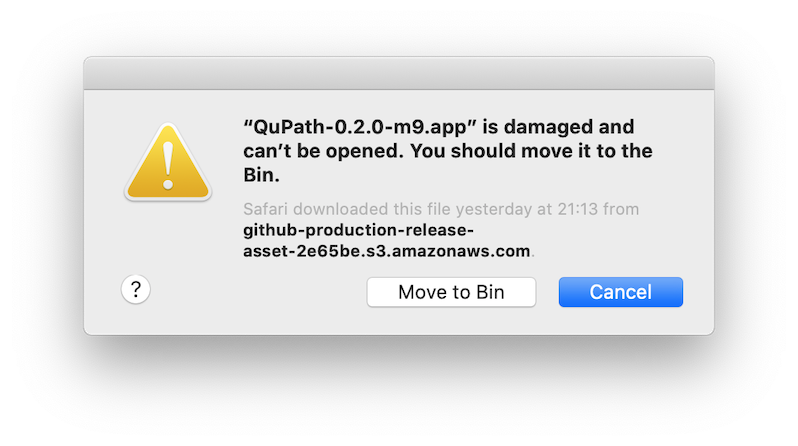 “QuPath-0.2.0-m9.app” is damaged and
can’t be opened. You should move it to the
Bin.
Safari downloaded this file yesterday at 21:13 from
github-production-release-
asset-2e65be.s3.amazonaws.com.
?
Move to Bin
Cancel